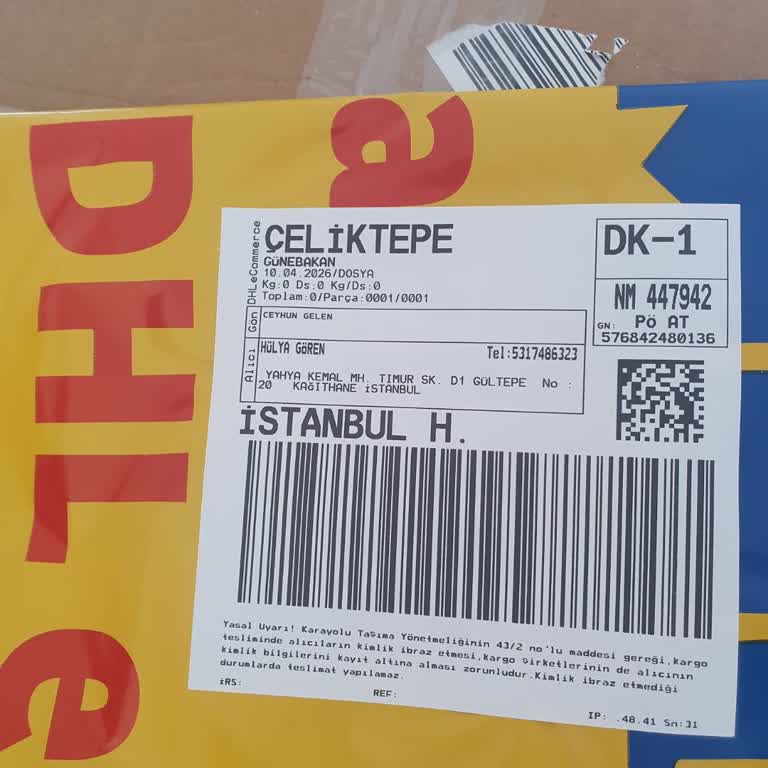 DHL e
a
DHLeCommerce
ÇELİKTEPE
GÜNEBAKAN
10.04.2026/DOSYA
Kg:0 Ds:0 Kg/Ds:0
Toplam:0/Parça:0001/0001
DK-1
NM 447942
GN: PÖ AT
576842480136
Gön
CEYHUN GELEN
Alıcı
HÜLYA GÖREN Tel:5317486323
YAHYA KEMAL MH. TIMUR SK. D1 GÜLTEPE No :
20 KAĞITHANE İSTANBUL
İSTANBUL H.
Yasal Uyarı! Karayolu Taşıma Yönetmeliğinin 43/2 no'lu maddesi gereği,kargo
tesliminde alıcıların kimlik ibraz etmesi,kargo şirketlerinin de alıcının
kimlik bilgilerini kayıt altına alması zorunludur.Kimlik ibraz etmediği
durumlarda teslimat yapılamaz.
İRS:
REF:
IP: .48.41 Sn:31